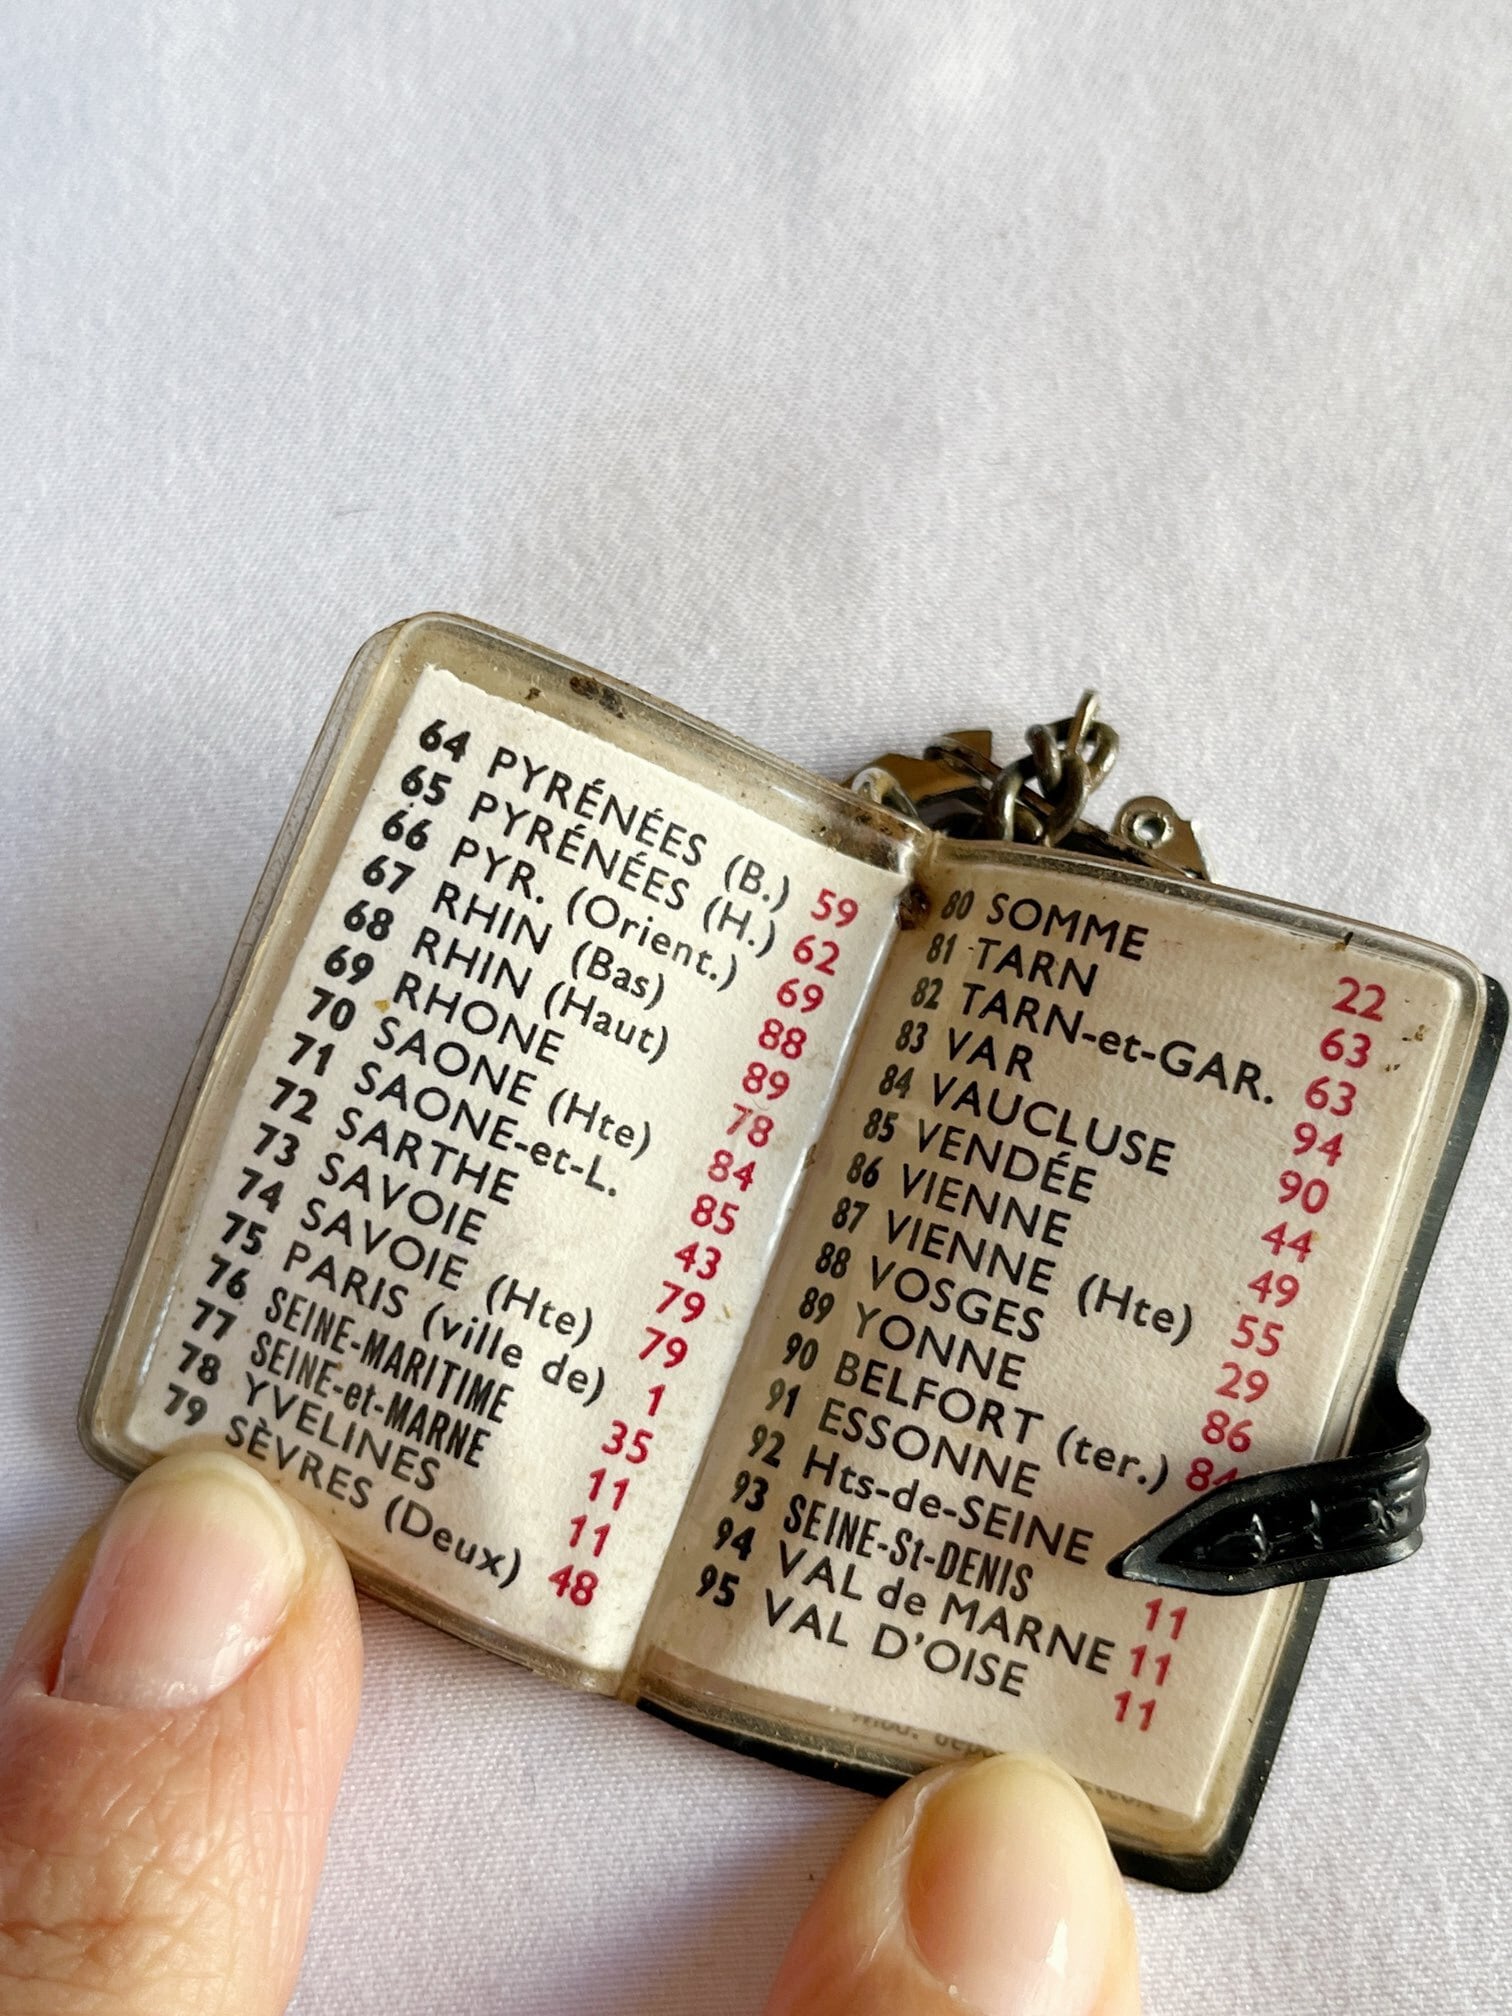 64 PYRÉNÉES (B.) 59
65 PYRÉNÉES (H.) 62
66 PYR. (Orient.) 69
67 RHIN (Bas) 88
68 RHIN (Haut) 89
69 RHONE 78
70 SAONE (Hte) 84
71 SAONE-et-L. 85
72 SARTHE 43
73 SAVOIE 79
74 SAVOIE (Hte) 79
75 PARIS (ville de) 1
76 SEINE-MARITIME 35
77 SEINE-et-MARNE 11
78 YVELINES 11
79 SÈVRES (Deux) 48
80 SOMME 22
81 TARN 63
82 TARN-et-GAR. 63
83 VAR 94
84 VAUCLUSE 90
85 VENDÉE 44
86 VIENNE 49
87 VIENNE (Hte) 55
88 VOSGES 29
89 YONNE 86
90 BELFORT (ter.) 84
91 ESSONNE
92 Hts-de-SEINE
93 SEINE-St-DENIS 11
94 VAL de MARNE 11
95 VAL D'OISE 11